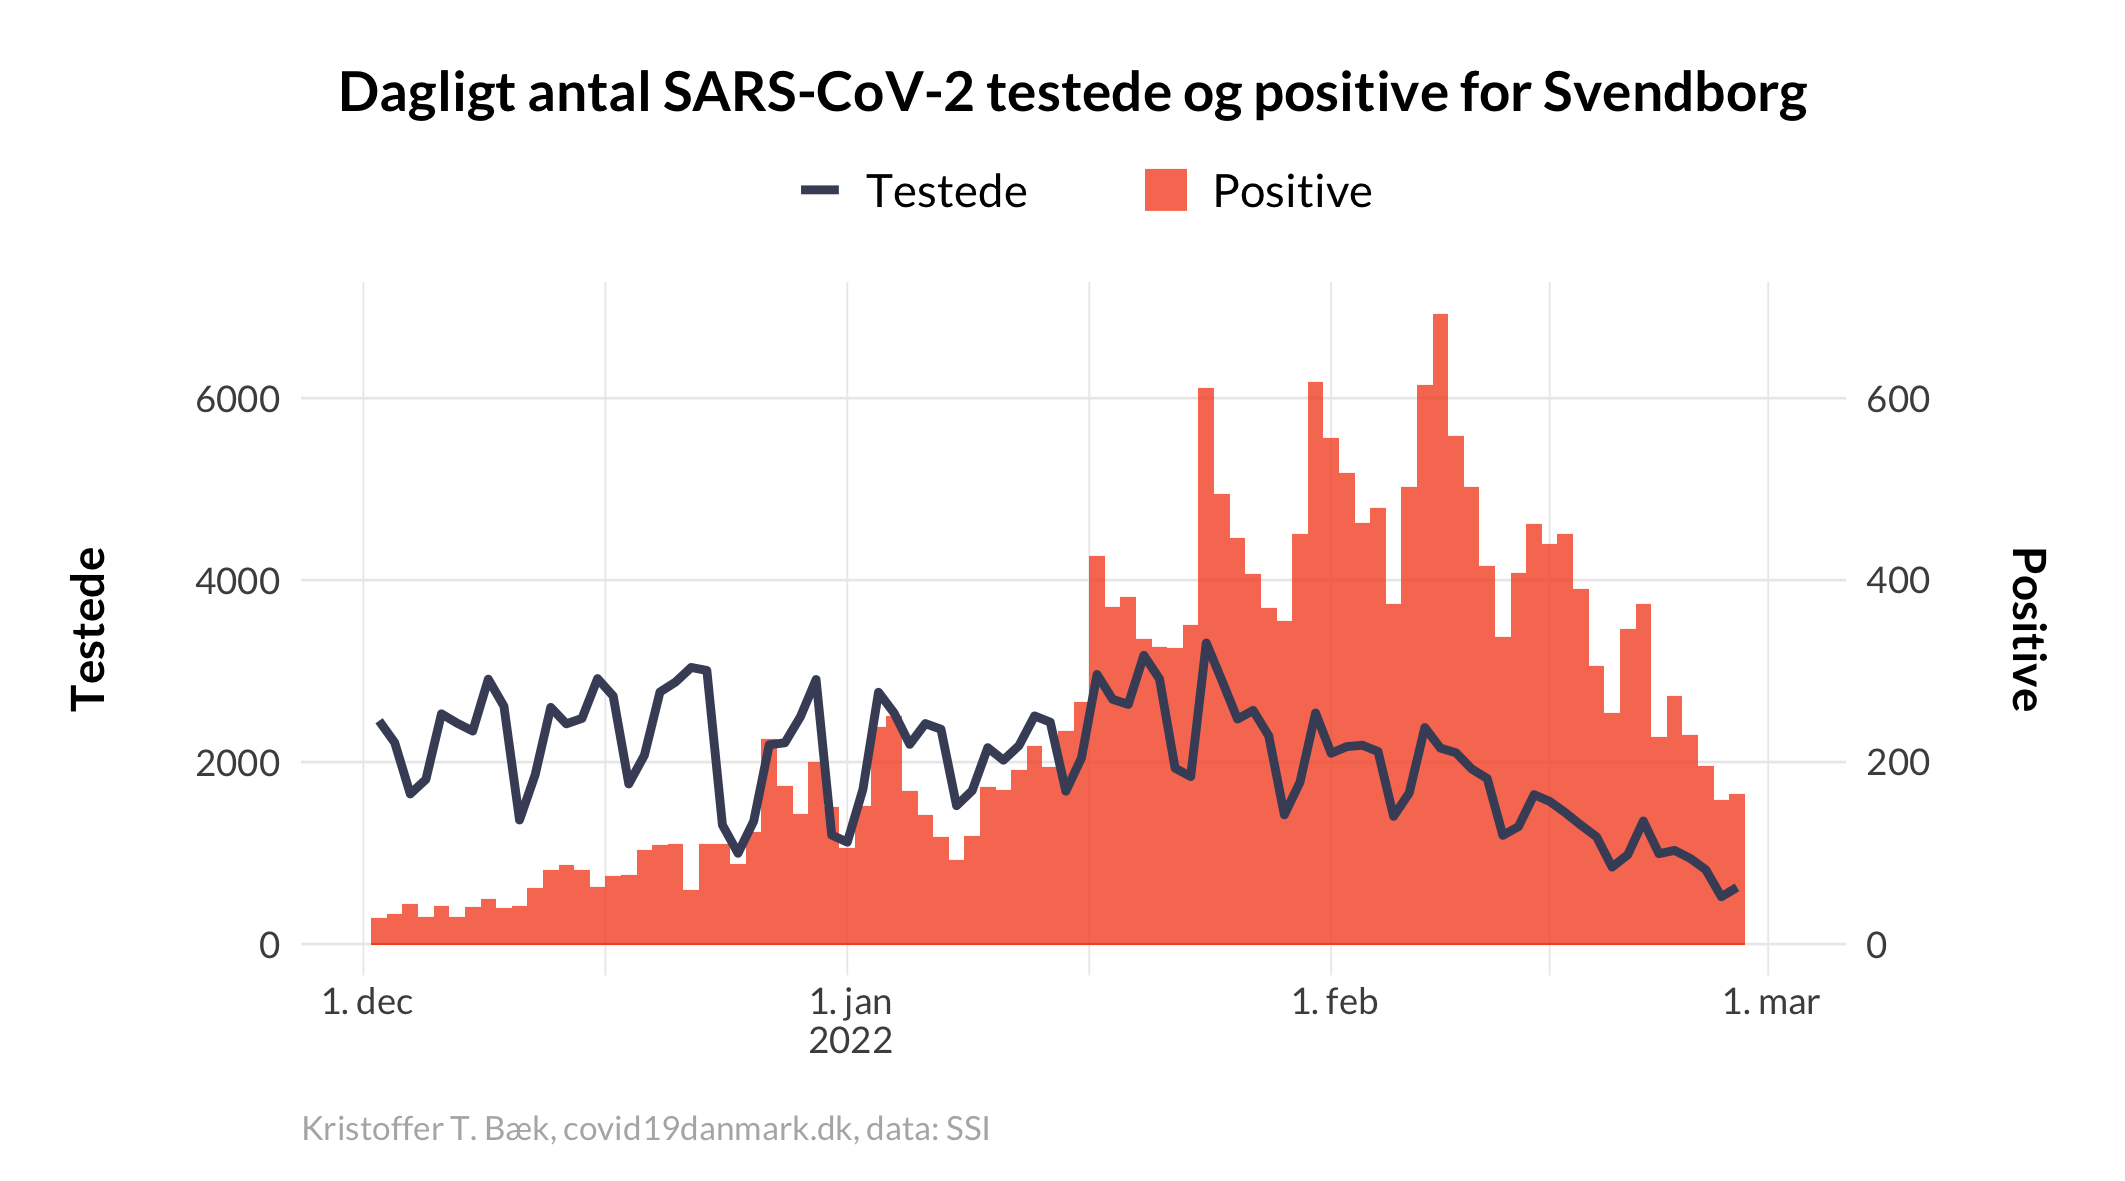 Dagligt antal SARS-CoV-2 testede og positive for Svendborg
Testede
Positive
Testede
6000
4000
2000
0
600
400
200
0
Positive
1. dec
1. jan
2022
1. feb
1. mar
Kristoffer T. Bæk, covid19danmark.dk, data: SSI